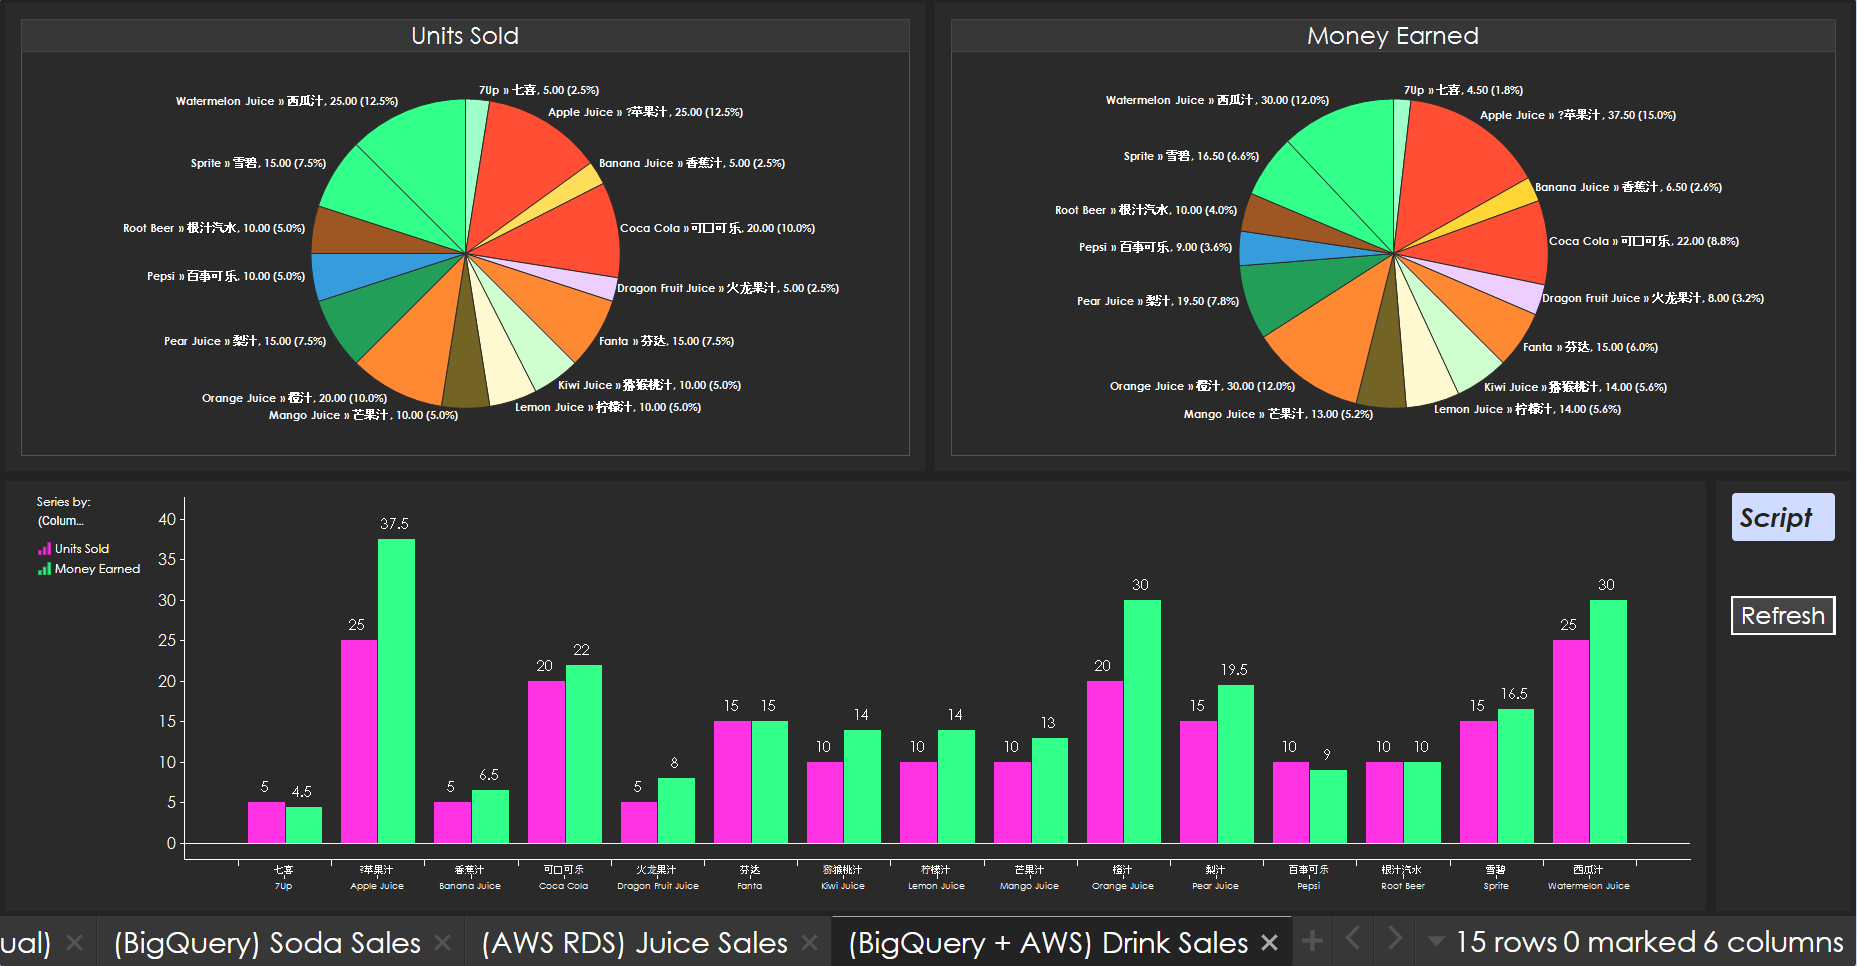 Units Sold
7Up » 七喜, 5.00 (2.5%)
Apple Juice » ?苹果汁, 25.00 (12.5%)
Banana Juice » 香蕉汁, 5.00 (2.5%)
Coca Cola » 可口可乐, 20.00 (10.0%)
Dragon Fruit Juice » 火龙果汁, 5.00 (2.5%)
Fanta » 芬达, 15.00 (7.5%)
Kiwi Juice » 猕猴桃汁, 10.00 (5.0%)
Lemon Juice » 柠檬汁, 10.00 (5.0%)
Mango Juice » 芒果汁, 10.00 (5.0%)
Orange Juice » 橙汁, 20.00 (10.0%)
Pear Juice » 梨汁, 15.00 (7.5%)
Pepsi » 百事可乐, 10.00 (5.0%)
Root Beer » 根汁汽水, 10.00 (5.0%)
Sprite » 雪碧, 15.00 (7.5%)
Watermelon Juice » 西瓜汁, 25.00 (12.5%)
Money Earned
7Up » 七喜, 4.50 (1.8%)
Apple Juice » ?苹果汁, 37.50 (15.0%)
Banana Juice » 香蕉汁, 6.50 (2.6%)
Coca Cola » 可口可乐, 22.00 (8.8%)
Dragon Fruit Juice » 火龙果汁, 8.00 (3.2%)
Fanta » 芬达, 15.00 (6.0%)
Kiwi Juice » 猕猴桃汁, 14.00 (5.6%)
Lemon Juice » 柠檬汁, 14.00 (5.6%)
Mango Juice » 芒果汁, 13.00 (5.2%)
Orange Juice » 橙汁, 30.00 (12.0%)
Pear Juice » 梨汁, 19.50 (7.8%)
Pepsi » 百事可乐, 9.00 (3.6%)
Root Beer » 根汁汽水, 10.00 (4.0%)
Sprite » 雪碧, 16.50 (6.6%)
Watermelon Juice » 西瓜汁, 30.00 (12.0%)
Series by:
(Colum...
Units Sold
Money Earned
40
35
30
25
20
15
10
5
0
5 4.5
25 37.5
5 6.5
20 22
5 8
15 15
10 14
10 14
10 13
20 30
15 19.5
10 9
10 10
15 16.5
25 30
七喜 ?苹果汁 香蕉汁 可口可乐 火龙果汁 芬达 猕猴桃汁 柠檬汁 芒果汁 橙汁 梨汁 百事可乐 根汁汽水 雪碧 西瓜汁
7Up Apple Juice Banana Juice Coca Cola Dragon Fruit Juice Fanta Kiwi Juice Lemon Juice Mango Juice Orange Juice Pear Juice Pepsi Root Beer Sprite Watermelon Juice
Script
Refresh
ual) (BigQuery) Soda Sales (AWS RDS) Juice Sales (BigQuery + AWS) Drink Sales 15 rows 0 marked 6 columns